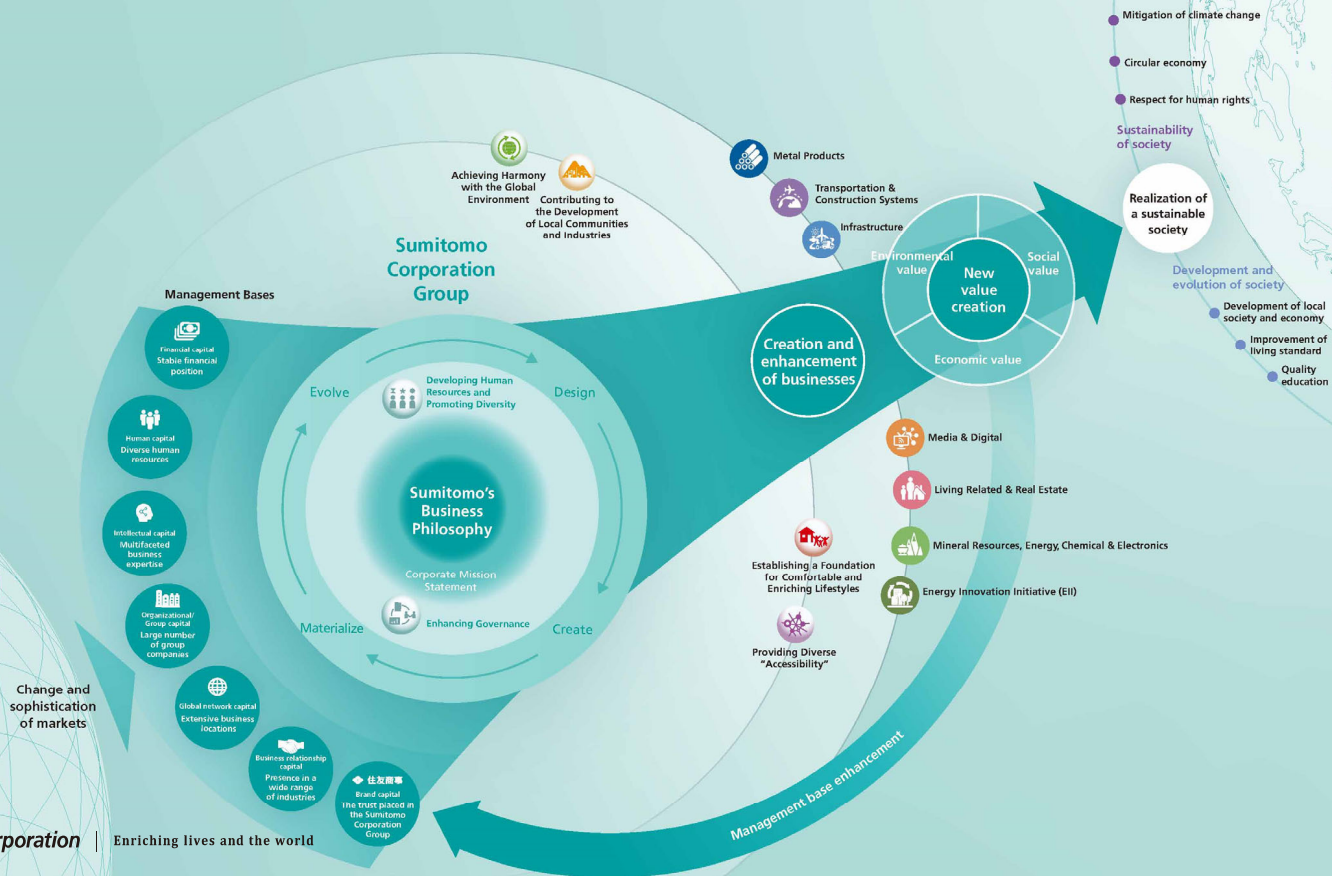 Mitigation of climate change
Circular economy
Respect for human rights
Sustainability
of society
Realization of
a sustainable
society
Development and
evolution of society
Development of local
society and economy
Improvement of
living standard
Quality
education
Metal Products
Transportation &
Construction Systems
Infrastructure
Environmental
value
Social
value
New
value
creation
Economic value
Creation and
enhancement
of businesses
Achieving Harmony
with the Global
Environment
Contributing to
the Development
of Local Communities
and Industries
Sumitomo
Corporation
Group
Management Bases
Financial capital
Stable financial
position
Human capital
Diverse human
resources
Intellectual capital
Multifaceted
business
expertise
Organizational/
Group capital
Large number
of group
companies
Global network capital
Extensive business
locations
Business relationship
capital
Presence in a
wide range
of industries
住友商事
Brand capital
The trust placed in
the Sumitomo
Corporation
Group
Evolve
Design
Developing Human
Resources and
Promoting Diversity
Sumitomo's
Business
Philosophy
Corporate Mission
Statement
Enhancing Governance
Materialize
Create
Media & Digital
Living Related & Real Estate
Mineral Resources, Energy, Chemical & Electronics
Energy Innovation Initiative (EII)
Establishing a Foundation
for Comfortable and
Enriching Lifestyles
Providing Diverse
“Accessibility”
Change and
sophistication
of markets
Management base enhancement
rporation
Enriching lives and the world